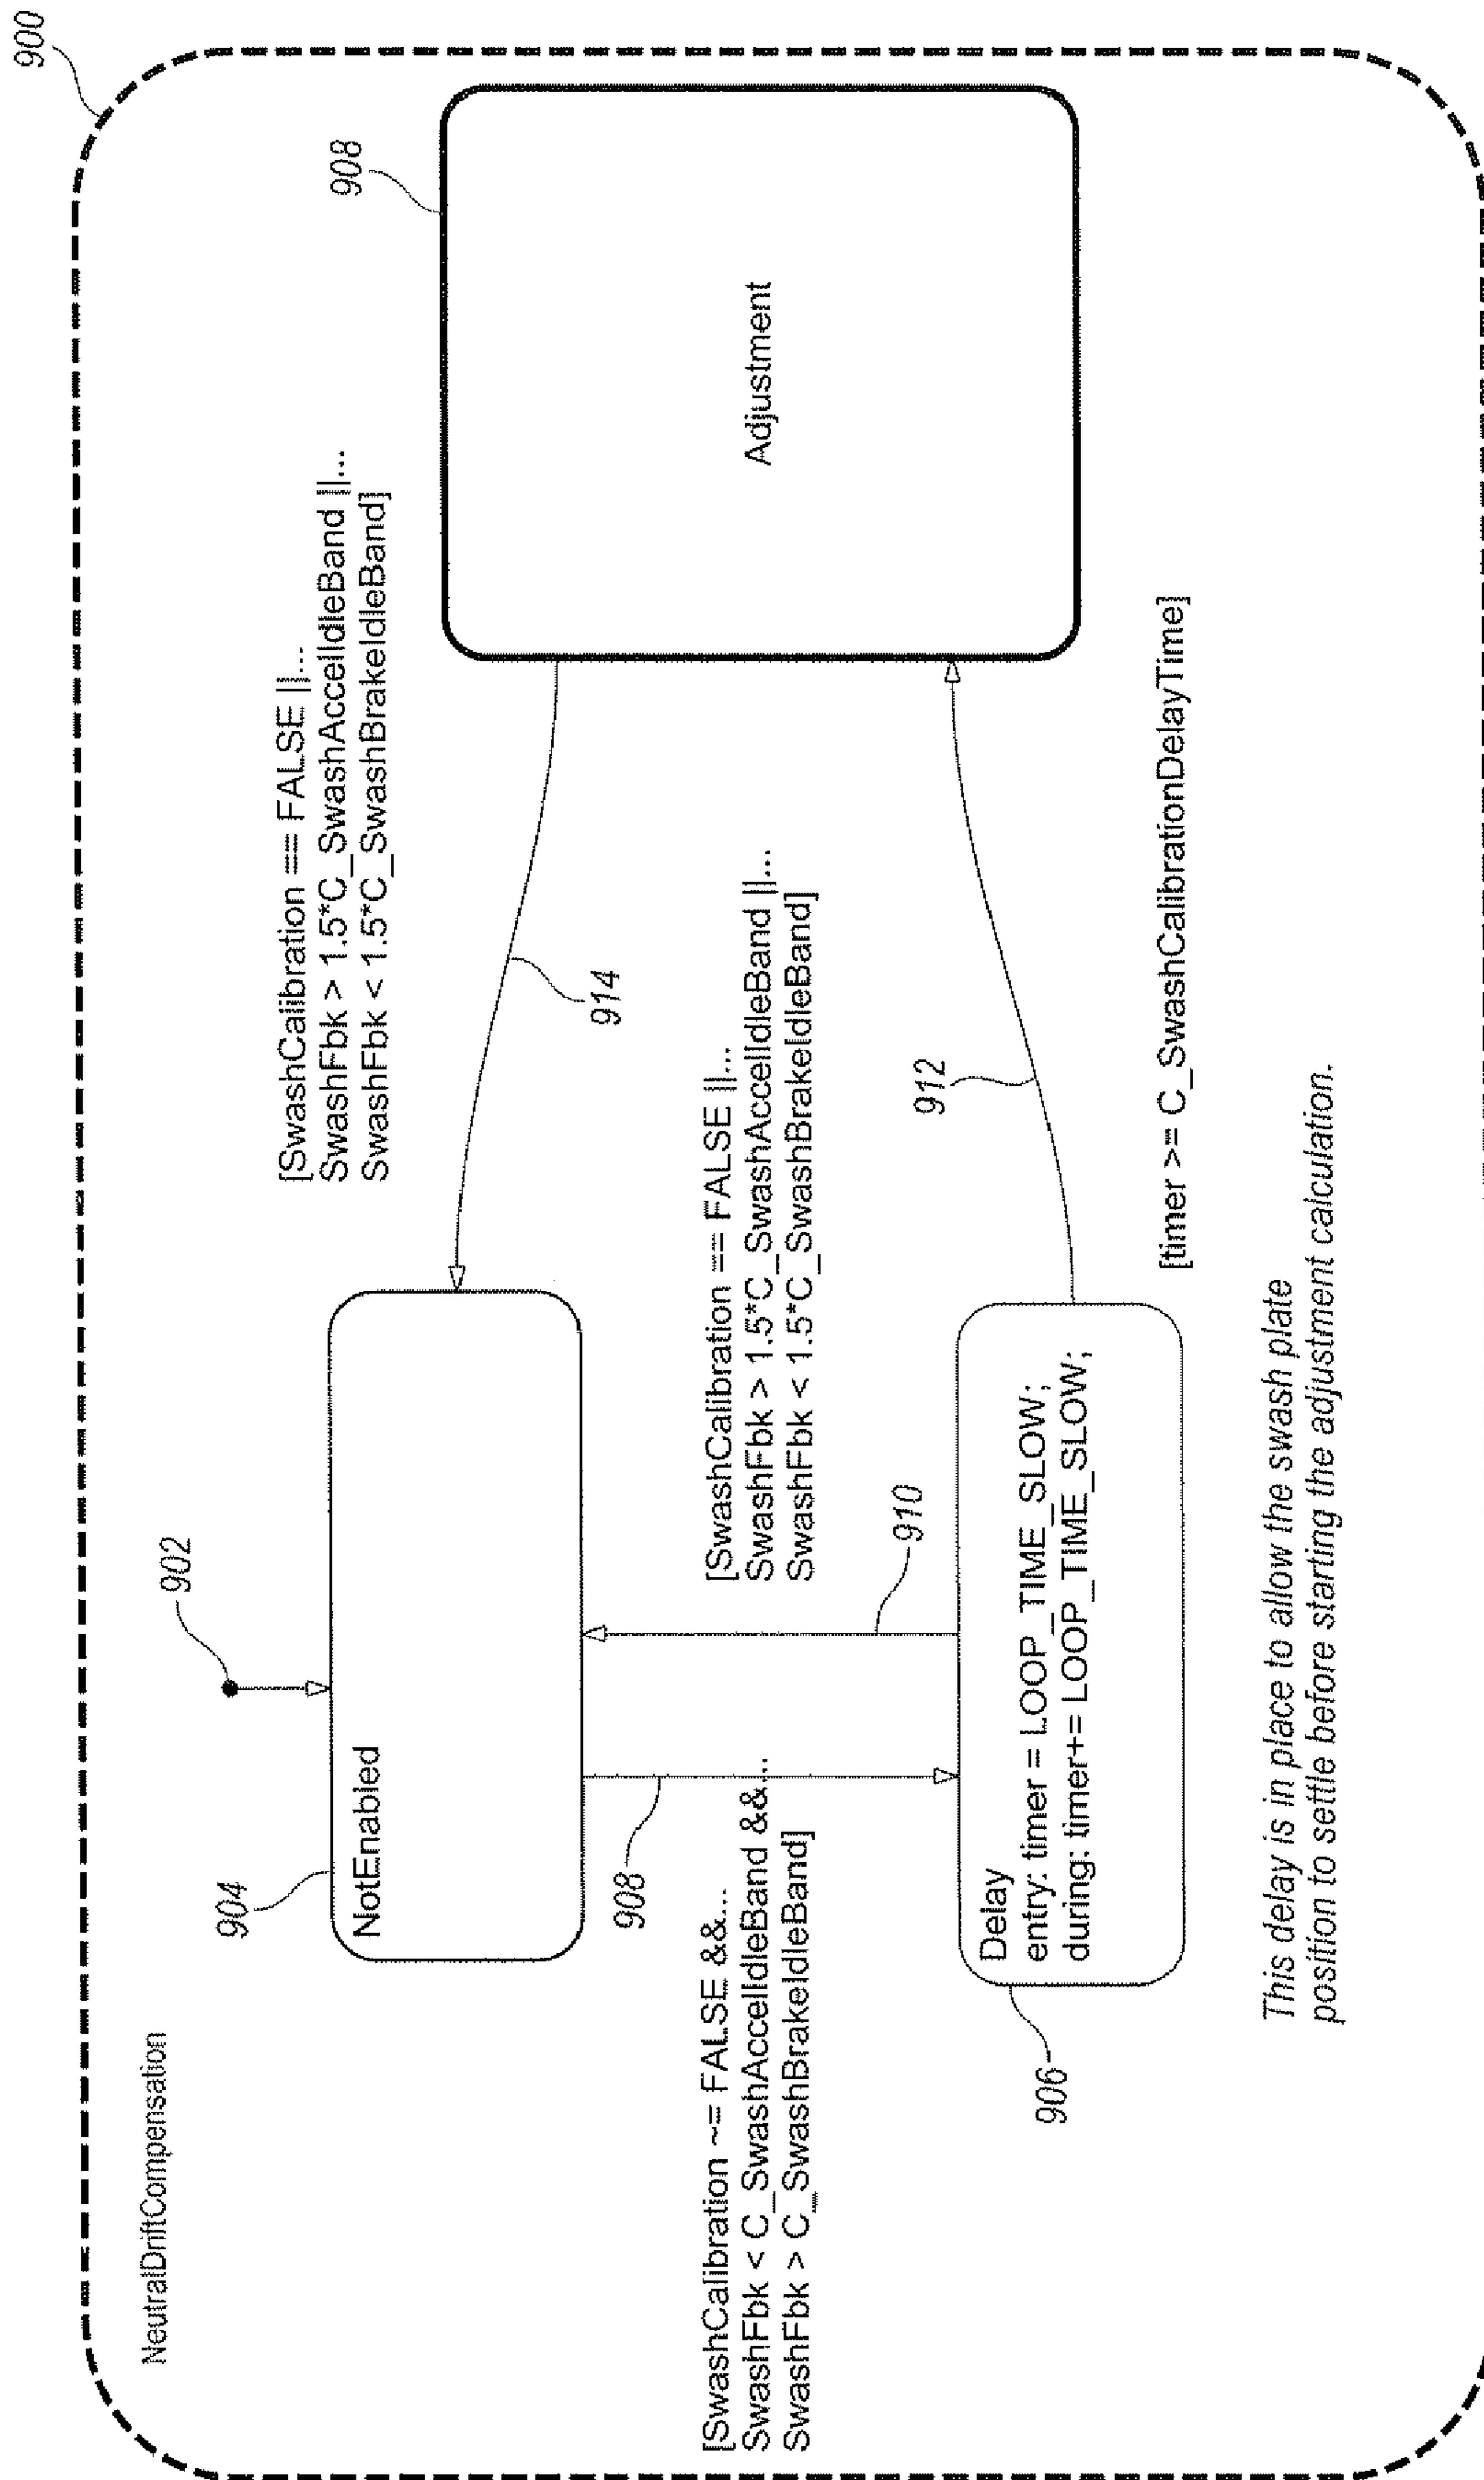 900
NeutralDriftCompensation
902
904
NotEnabled
[SwashCalibration == FALSE ||...
SwashFbk > 1.5*C_SwashAccelIdleBand ||...
SwashFbk < 1.5*C_SwashBrakeIdleBand]
908
Adjustment
914
908
[SwashCalibration ~= FALSE &&...
SwashFbk < C_SwashAccelIdleBand &&...
SwashFbk > C_SwashBrakeIdleBand]
[SwashCalibration == FALSE ||...
SwashFbk > 1.5*C_SwashAccelIdleBand ||...
SwashFbk < 1.5*C_SwashBrakeIdleBand]
910
912
906
Delay
entry: timer = LOOP_TIME_SLOW;
during: timer+= LOOP_TIME_SLOW;
[timer >= C_SwashCalibrationDelayTime]
This delay is in place to allow the swash plate
position to settle before starting the adjustment calculation.